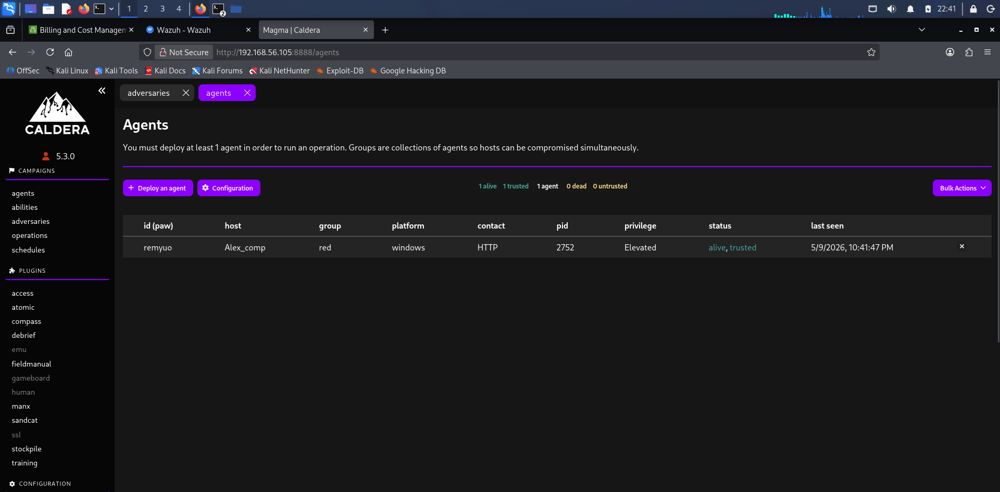 1 2 3 4 2 22:41
Billing and Cost Managem Wazuh - Wazuh Magma | Caldera
Not Secure http://192.168.56.105:8888/agents
OffSec Kali Linux Kali Tools Kali Docs Kali Forums Kali NetHunter Exploit-DB Google Hacking DB
adversaries agents
CALDERA
5.3.0
CAMPAIGNS
agents
abilities
adversaries
operations
schedules
PLUGINS
access
atomic
compass
debrief
emu
fieldmanual
gameboard
human
manx
sandcat
ssl
stockpile
training
CONFIGURATION
Agents
You must deploy at least 1 agent in order to run an operation. Groups are collections of agents so hosts can be compromised simultaneously.
+ Deploy an agent Configuration 1 alive 1 trusted 1 agent 0 dead 0 untrusted Bulk Actions
id (paw) host group platform contact pid privilege status last seen
remyuo Alex_comp red windows HTTP 2752 Elevated alive, trusted 5/9/2026, 10:41:47 PM